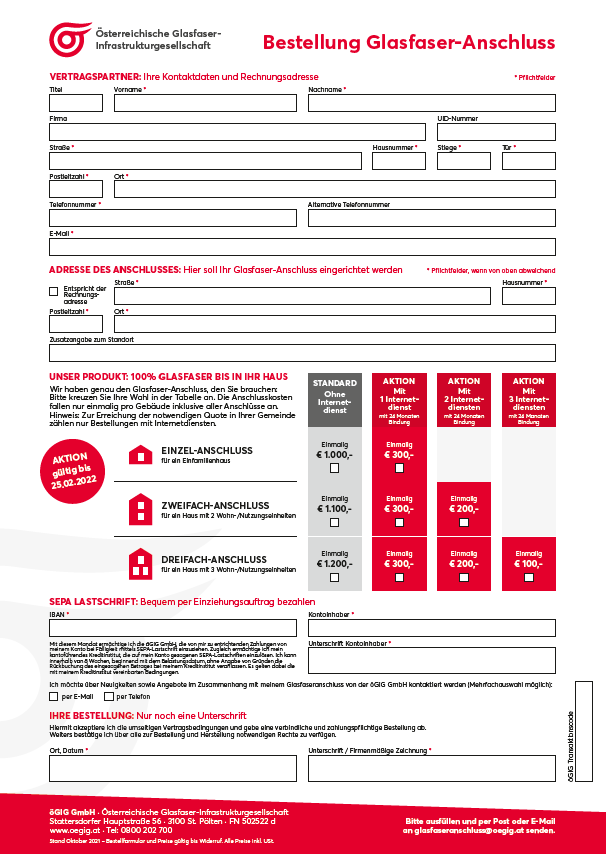 Österreichische Glasfaser-
Infrastrukturgesellschaft
Bestellung Glasfaser-Anschluss
VERTRAGSPARTNER: Ihre Kontaktdaten und Rechnungsadresse
* Pflichtfelder
Titel
Vorname *
Nachname *
Firma
UID-Nummer
Straße *
Hausnummer *
Stiege *
Tür *
Postleitzahl *
Ort *
Telefonnummer *
Alternative Telefonnummer
E-Mail *
ADRESSE DES ANSCHLUSSES: Hier soll Ihr Glasfaser-Anschluss eingerichtet werden
* Pflichtfelder, wenn von oben abweichend
Entspricht der
Rechnungs-
adresse
Straße *
Hausnummer *
Postleitzahl *
Ort *
Zusatzangabe zum Standort
UNSER PRODUKT: 100% GLASFASER BIS IN IHR HAUS
Wir haben genau den Glasfaser-Anschluss, den Sie brauchen:
Bitte kreuzen Sie Ihre Wahl in der Tabelle an. Die Anschlusskosten
fallen nur einmalig pro Gebäude inklusive aller Anschlüsse an.
Hinweis: Zur Erreichung der notwendigen Quote in Ihrer Gemeinde
zählen nur Bestellungen mit Internetdiensten.
STANDARD
Ohne
Internet-
dienst
AKTION
Mit
1 Internet-
dienst
mit 24 Monaten
Bindung
AKTION
Mit
2 Internet-
diensten
mit 24 Monaten
Bindung
AKTION
Mit
3 Internet-
diensten
mit 24 Monaten
Bindung
AKTION
gültig bis
25.02.2022
EINZEL-ANSCHLUSS
für ein Einfamilienhaus
Einmalig
€ 1.000,-
Einmalig
€ 300,-
ZWEIFACH-ANSCHLUSS
für ein Haus mit 2 Wohn-/Nutzungseinheiten
Einmalig
€ 1.100,-
Einmalig
€ 300,-
Einmalig
€ 200,-
DREIFACH-ANSCHLUSS
für ein Haus mit 3 Wohn-/Nutzungseinheiten
Einmalig
€ 1.200,-
Einmalig
€ 300,-
Einmalig
€ 200,-
Einmalig
€ 100,-
SEPA LASTSCHRIFT: Bequem per Einziehungsauftrag bezahlen
IBAN *
Kontoinhaber *
Mit diesem Mandat ermächtige ich die öGIG GmbH, die von mir zu entrichtenden Zahlungen von
meinem Konto bei Fälligkeit mittels SEPA-Lastschrift einzuziehen. Zugleich ermächtige ich mein
kontoführendes Kreditinstitut, die auf mein Konto gezogenen SEPA-Lastschriften einzulösen. Ich kann
innerhalb von 8 Wochen, beginnend mit dem Belastungsdatum, ohne Angabe von Gründen die
Rückbuchung des eingezogenen Betrages bei meinem Kreditinstitut veranlassen. Es gelten dabei die
mit meinem Kreditinstitut vereinbarten Bedingungen.
Unterschrift Kontoinhaber *
Ich möchte über Neuigkeiten sowie Angebote im Zusammenhang mit meinem Glasfaseranschluss von der öGIG GmbH kontaktiert werden (Mehrfachauswahl möglich):
per E-Mail
per Telefon
IHRE BESTELLUNG: Nur noch eine Unterschrift
Hiermit akzeptiere ich die umseitigen Vertragsbedingungen und gebe eine verbindliche und zahlungspflichtige Bestellung ab.
Weiters bestätige ich über alle zur Bestellung und Herstellung notwendigen Rechte zu verfügen.
Ort, Datum *
Unterschrift / Firmenmäßige Zeichnung *
öGIG Transaktionscode
öGIG GmbH · Österreichische Glasfaser-Infrastrukturgesellschaft
Stattersdorfer Hauptstraße 56 · 3100 St. Pölten · FN 502522 d
www.oegig.at · Tel: 0800 202 700
Stand Oktober 2021 – Bestellformular und Preise gültig bis Widerruf. Alle Preise inkl. USt.
Bitte ausfüllen und per Post oder E-Mail
an glasfaseranschluss@oegig.at senden.